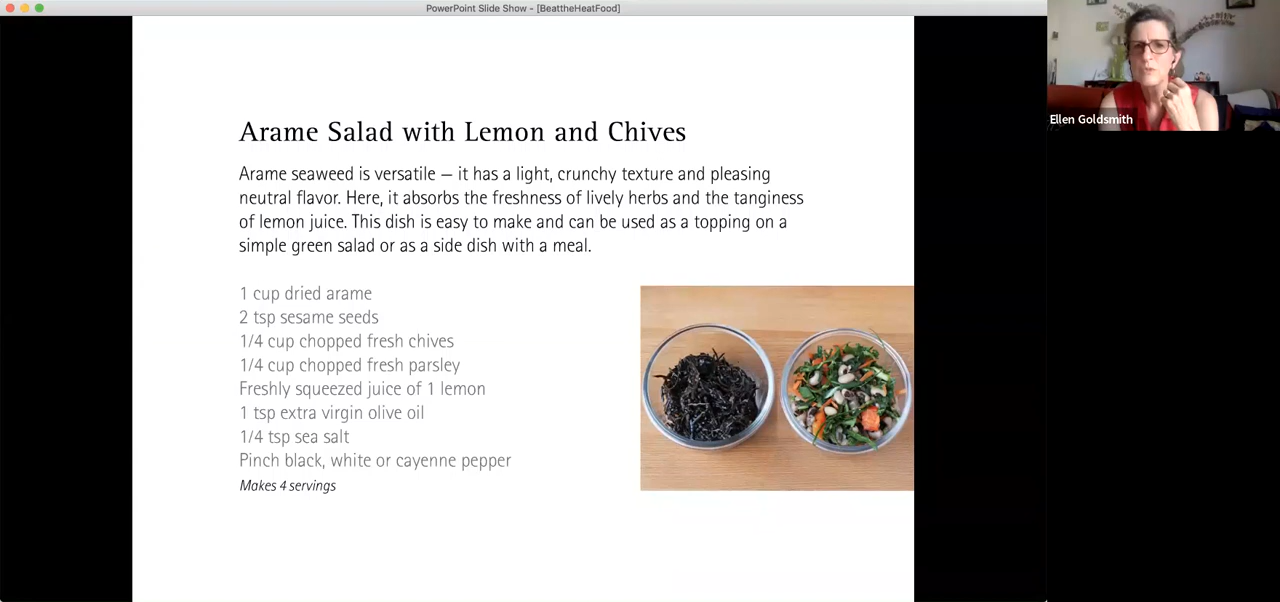 PowerPoint Slide Show - [BeattheHeatFood]
Arame Salad with Lemon and Chives
Arame seaweed is versatile — it has a light, crunchy texture and pleasing
neutral flavor. Here, it absorbs the freshness of lively herbs and the tanginess
of lemon juice. This dish is easy to make and can be used as a topping on a
simple green salad or as a side dish with a meal.
1 cup dried arame
2 tsp sesame seeds
1/4 cup chopped fresh chives
1/4 cup chopped fresh parsley
Freshly squeezed juice of 1 lemon
1 tsp extra virgin olive oil
1/4 tsp sea salt
Pinch black, white or cayenne pepper
Makes 4 servings
Ellen Goldsmith